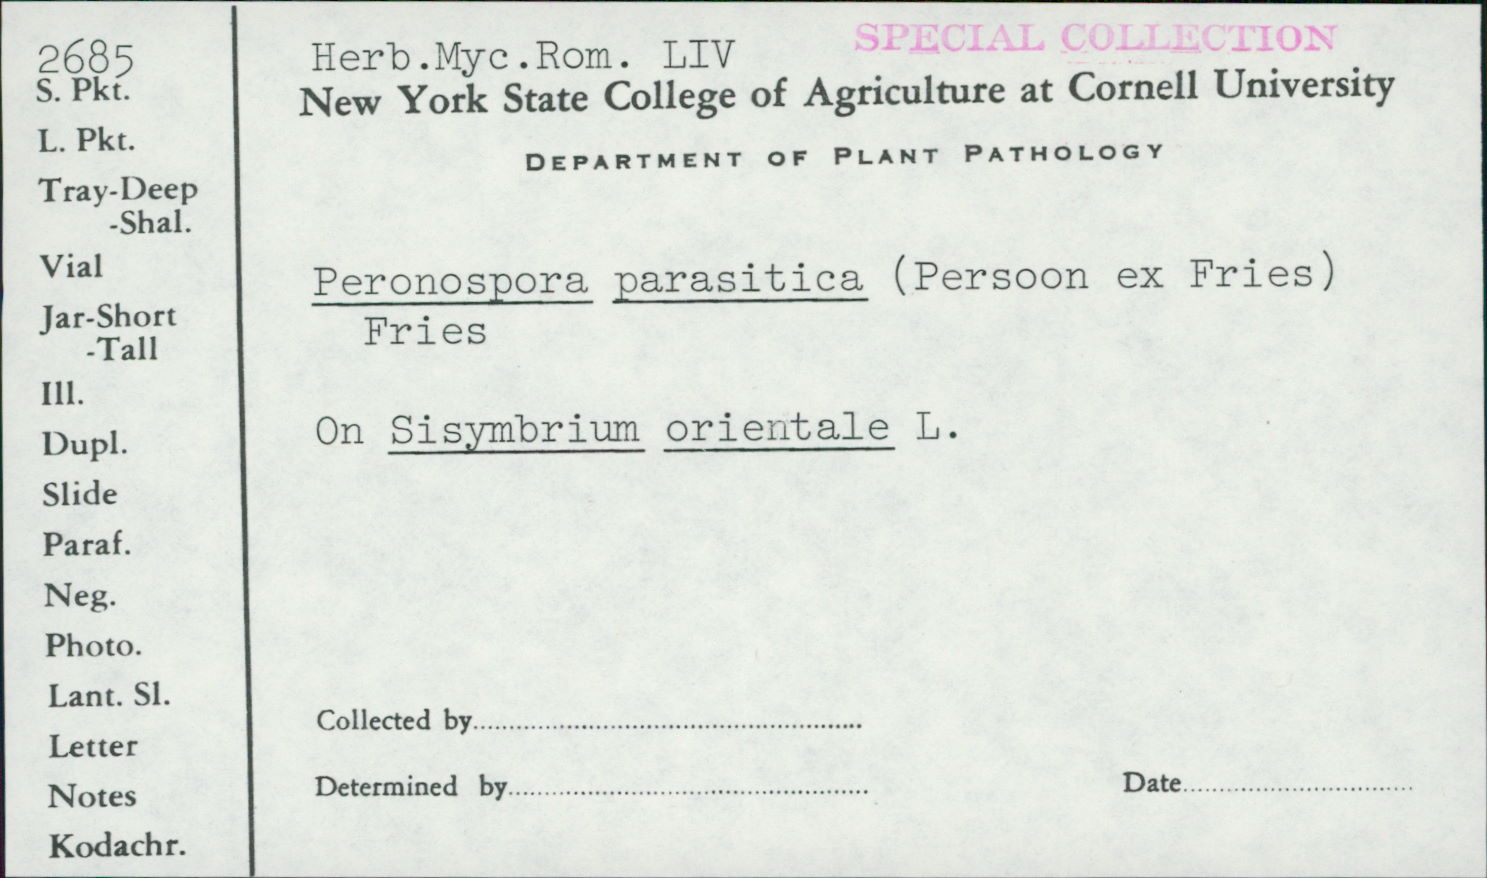 2685
S. Pkt.
L. Pkt.
Tray-Deep
-Shal.
Vial
Jar-Short
-Tall
Ill.
Dupl.
Slide
Paraf.
Neg.
Photo.
Lant. Sl.
Letter
Notes
Kodachr.
Herb.Myc.Rom. LIV
SPECIAL COLLECTION
New York State College of Agriculture at Cornell University
DEPARTMENT OF PLANT PATHOLOGY
Peronospora parasitica (Persoon ex Fries)
Fries
On Sisymbrium orientale L.
Collected by
Determined by
Date